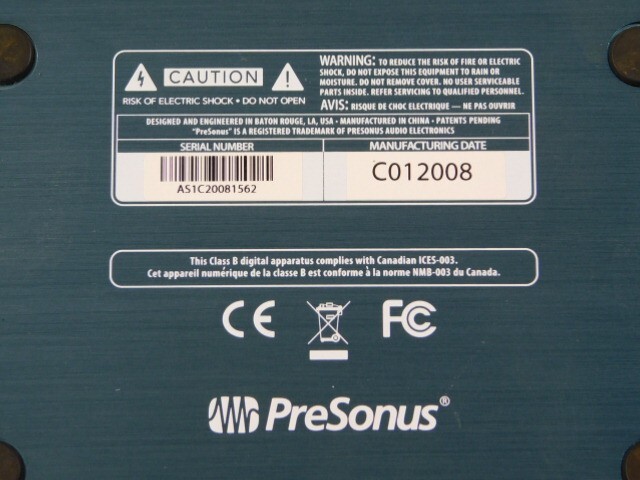 CAUTION
RISK OF ELECTRIC SHOCK • DO NOT OPEN
WARNING: TO REDUCE THE RISK OF FIRE OR ELECTRIC
SHOCK, DO NOT EXPOSE THIS EQUIPMENT TO RAIN OR
MOISTURE. DO NOT REMOVE COVER. NO USER SERVICEABLE
PARTS INSIDE. REFER SERVICING TO QUALIFIED PERSONNEL.
AVIS: RISQUE DE CHOC ELECTRIQUE — NE PAS OUVRIR
DESIGNED AND ENGINEERED IN BATON ROUGE, LA, USA • MANUFACTURED IN CHINA • PATENTS PENDING
"PreSonus" IS A REGISTERED TRADEMARK OF PRESONUS AUDIO ELECTRONICS
SERIAL NUMBER
AS1C20081562
MANUFACTURING DATE
C012008
This Class B digital apparatus complies with Canadian ICES-003.
Cet appareil numérique de la classe B est conforme à la norme NMB-003 du Canada.
CE FC
PreSonus®